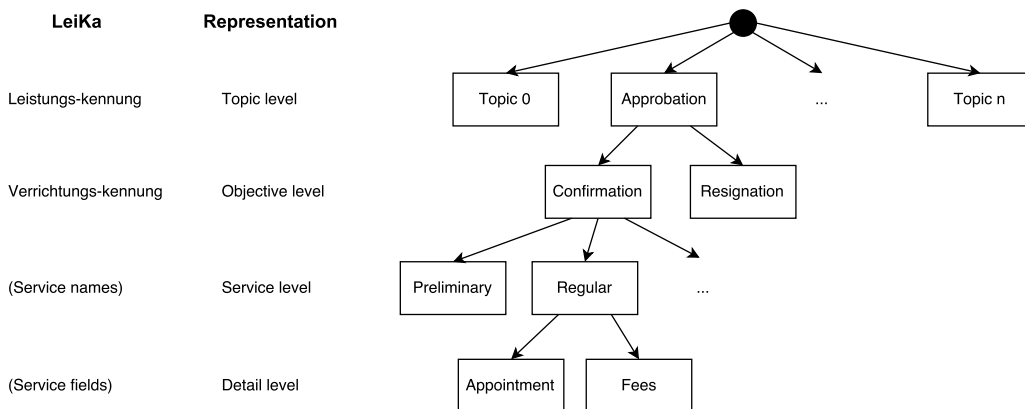 LeiKa Representation
Leistungs-kennung Topic level Topic 0 Approbation ... Topic n
Verrichtungs-kennung Objective level Confirmation Resignation
(Service names) Service level Preliminary Regular ...
(Service fields) Detail level Appointment Fees